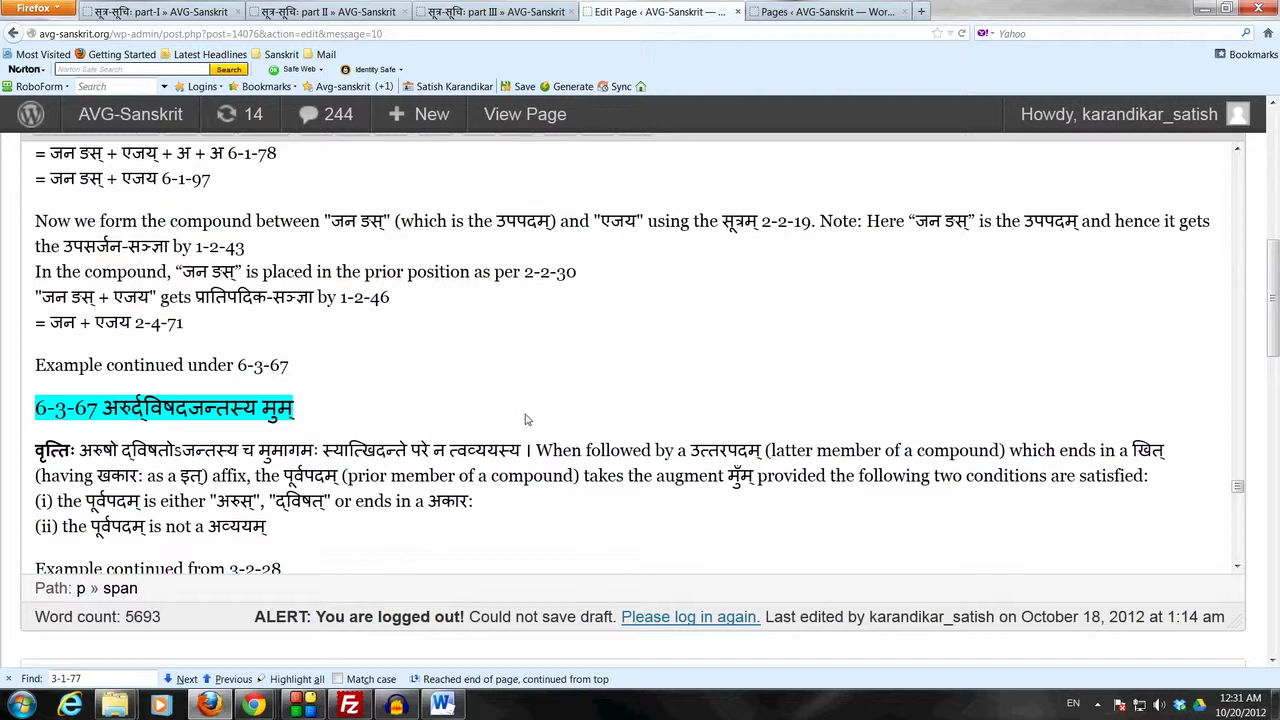 Firefox
सूत्र-सूचिः part-I » AVG-Sanskrit
सूत्र-सूचिः part II » AVG-Sanskrit
सूत्र-सूचिः part III » AVG-Sanskrit
Edit Page ‹ AVG-Sanskrit — ...
Pages ‹ AVG-Sanskrit — Wor...
avg-sanskrit.org/wp-admin/post.php?post=14076&action=edit&message=10
Yahoo
Most Visited Getting Started Latest Headlines Sanskrit Mail
Bookmarks
Norton Norton Safe Search Search Safe Web Identity Safe
RoboForm Search Logins Bookmarks Avg-sanskrit (+1) Satish Karandikar Save Generate Sync
AVG-Sanskrit 14 244 New View Page Howdy, karandikar_satish
= जन ङस् + एजय् + अ + अ 6-1-78
= जन ङस् + एजय 6-1-97
Now we form the compound between "जन ङस्" (which is the उपपदम्) and "एजय" using the सूत्रम् 2-2-19. Note: Here “जन ङस्” is the उपपदम् and hence it gets
the उपसर्जन-सञ्ज्ञा by 1-2-43
In the compound, “जन ङस्” is placed in the prior position as per 2-2-30
"जन ङस् + एजय" gets प्रातिपदिक-सञ्ज्ञा by 1-2-46
= जन + एजय 2-4-71
Example continued under 6-3-67
6-3-67 अरुर्द्विषदजन्तस्य मुम्
वृत्तिः अरुषो द्विषतोऽजन्तस्य च मुमागमः स्यात्खिदन्ते परे न त्वव्ययस्य । When followed by a उत्तरपदम् (latter member of a compound) which ends in a खित्
(having खकारः as a इत्) affix, the पूर्वपदम् (prior member of a compound) takes the augment मुँम् provided the following two conditions are satisfied:
(i) the पूर्वपदम् is either "अरुस्", "द्विषत्" or ends in a अकारः
(ii) the पूर्वपदम् is not a अव्ययम्
Example continued from 3-2-28
Path: p » span
Word count: 5693 ALERT: You are logged out! Could not save draft. Please log in again. Last edited by karandikar_satish on October 18, 2012 at 1:14 am
Find: 3-1-77 Next Previous Highlight all Match case Reached end of page, continued from top
EN 12:31 AM
10/20/2012